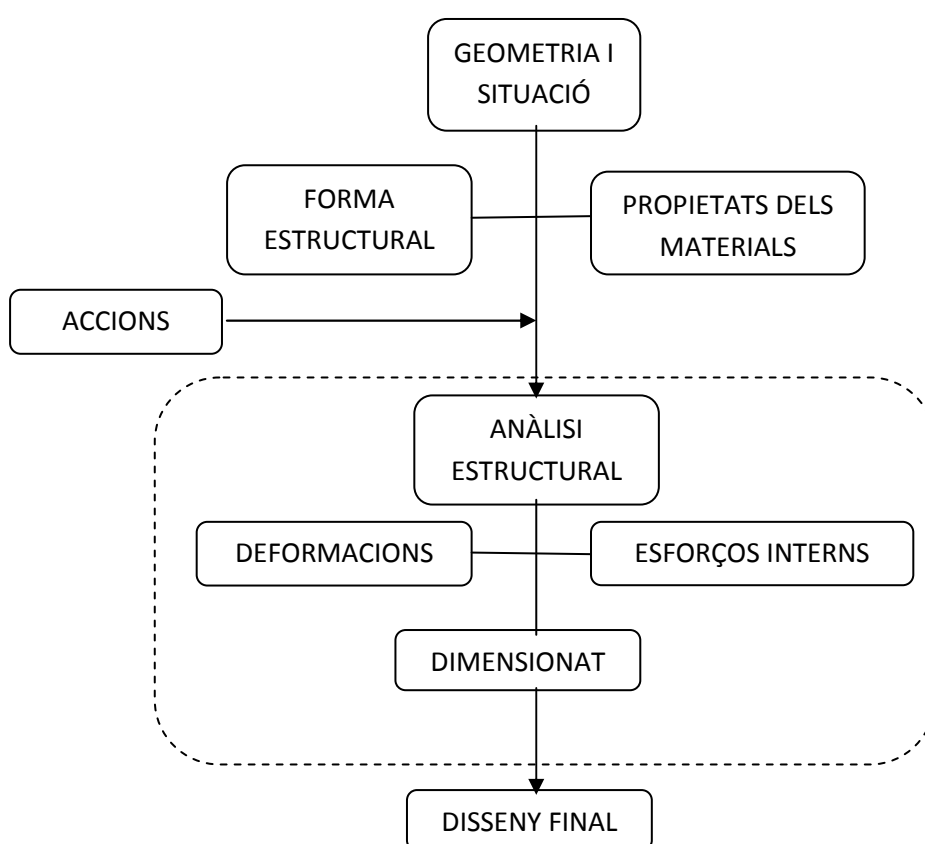 GEOMETRIA I
SITUACIÓ
FORMA
ESTRUCTURAL
PROPIETATS DELS
MATERIALS
ACCIONS
ANÀLISI
ESTRUCTURAL
DEFORMACIONS
ESFORÇOS INTERNS
DIMENSIONAT
DISSENY FINAL